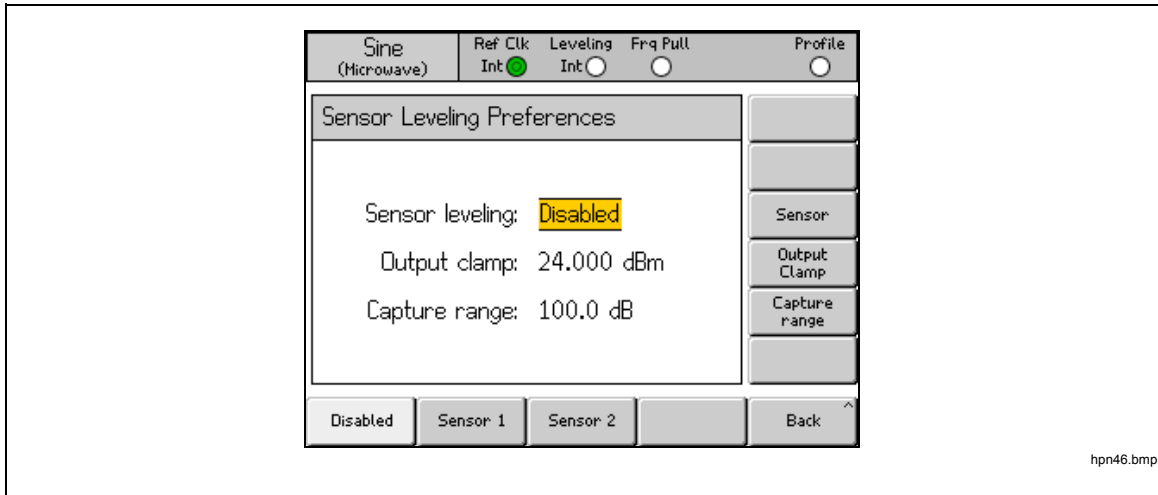 Sine Ref Clk Leveling Frq Pull Profile
(Microwave) Int Int
Sensor Leveling Preferences
Sensor leveling: Disabled
Sensor
Output clamp: 24.000 dBm
Output
Clamp
Capture range: 100.0 dB
Capture
range
Disabled Sensor 1 Sensor 2 Back ^
hpn46.bmp